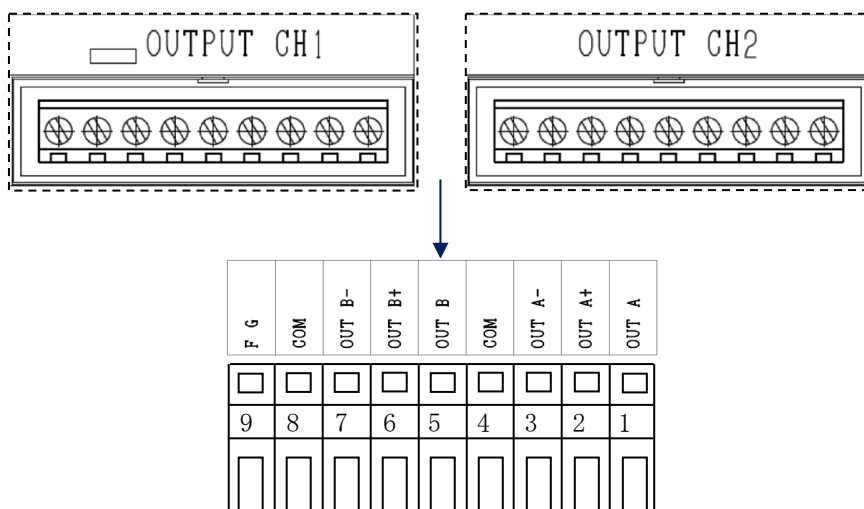 OUTPUT CH1
OUTPUT CH2
F G
COM
OUT B-
OUT B+
OUT B
COM
OUT A-
OUT A+
OUT A
9 8 7 6 5 4 3 2 1